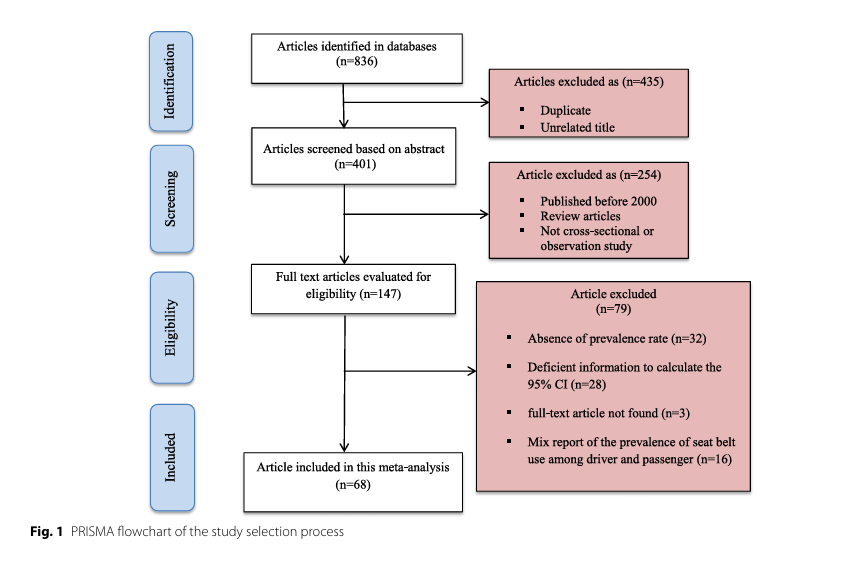 Identification
Articles identified in databases
(n=836)
Articles excluded as (n=435)
▪ Duplicate
▪ Unrelated title
Screening
Articles screened based on abstract
(n=401)
Article excluded as (n=254)
▪ Published before 2000
▪ Review articles
▪ Not cross-sectional or
observation study
Eligibility
Full text articles evaluated for
eligibility (n=147)
Article excluded
(n=79)
▪ Absence of prevalence rate (n=32)
▪ Deficient information to calculate the
95% CI (n=28)
▪ full-text article not found (n=3)
▪ Mix report of the prevalence of seat belt
use among driver and passenger (n=16)
Included
Article included in this meta-analysis
(n=68)
Fig. 1 PRISMA flowchart of the study selection process